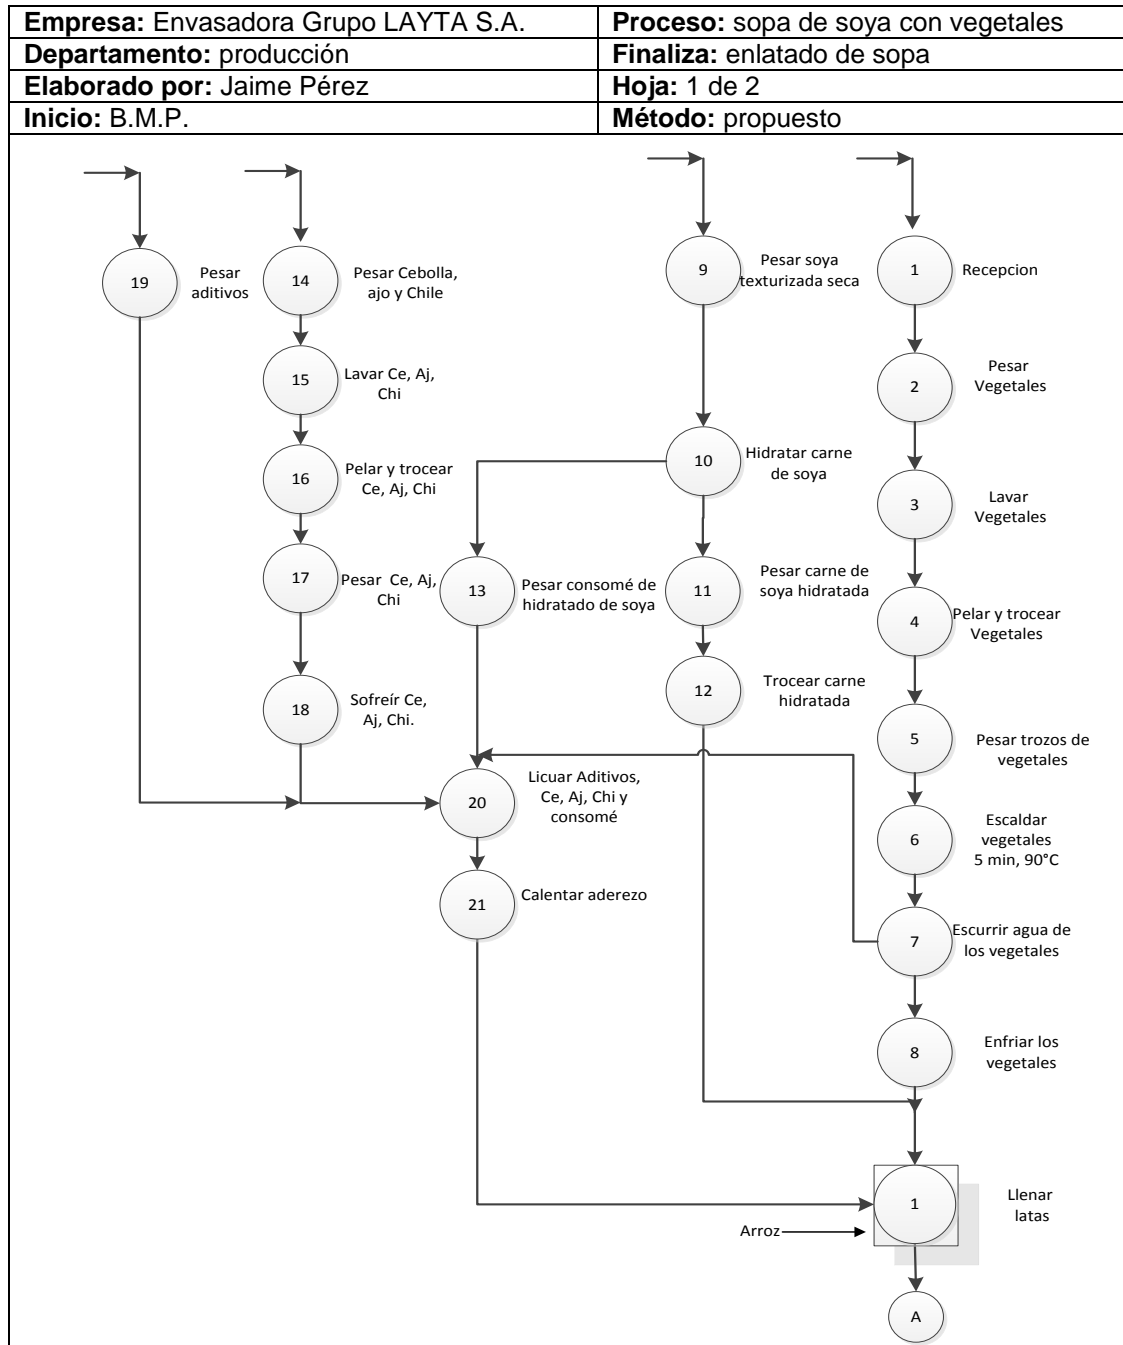 Empresa: Envasadora Grupo LAYTA S.A.
Proceso: sopa de soya con vegetales
Departamento: producción
Finaliza: enlatado de sopa
Elaborado por: Jaime Pérez
Hoja: 1 de 2
Inicio: B.M.P.
Método: propuesto
19
Pesar
aditivos
14
Pesar Cebolla,
ajo y Chile
15
Lavar Ce, Aj,
Chi
16
Pelar y trocear
Ce, Aj, Chi
17
Pesar Ce, Aj,
Chi
18
Sofreír Ce,
Aj, Chi.
9
Pesar soya
texturizada seca
10
Hidratar carne
de soya
13
Pesar consomé de
hidratado de soya
11
Pesar carne de
soya hidratada
12
Trocear carne
hidratada
20
Licuar Aditivos,
Ce, Aj, Chi y
consomé
21
Calentar aderezo
1
Recepcion
2
Pesar
Vegetales
3
Lavar
Vegetales
4
Pelar y trocear
Vegetales
5
Pesar trozos de
vegetales
6
Escaldar
vegetales
5 min, 90°C
7
Escurrir agua de
los vegetales
8
Enfriar los
vegetales
1
Llenar
latas
Arroz
A